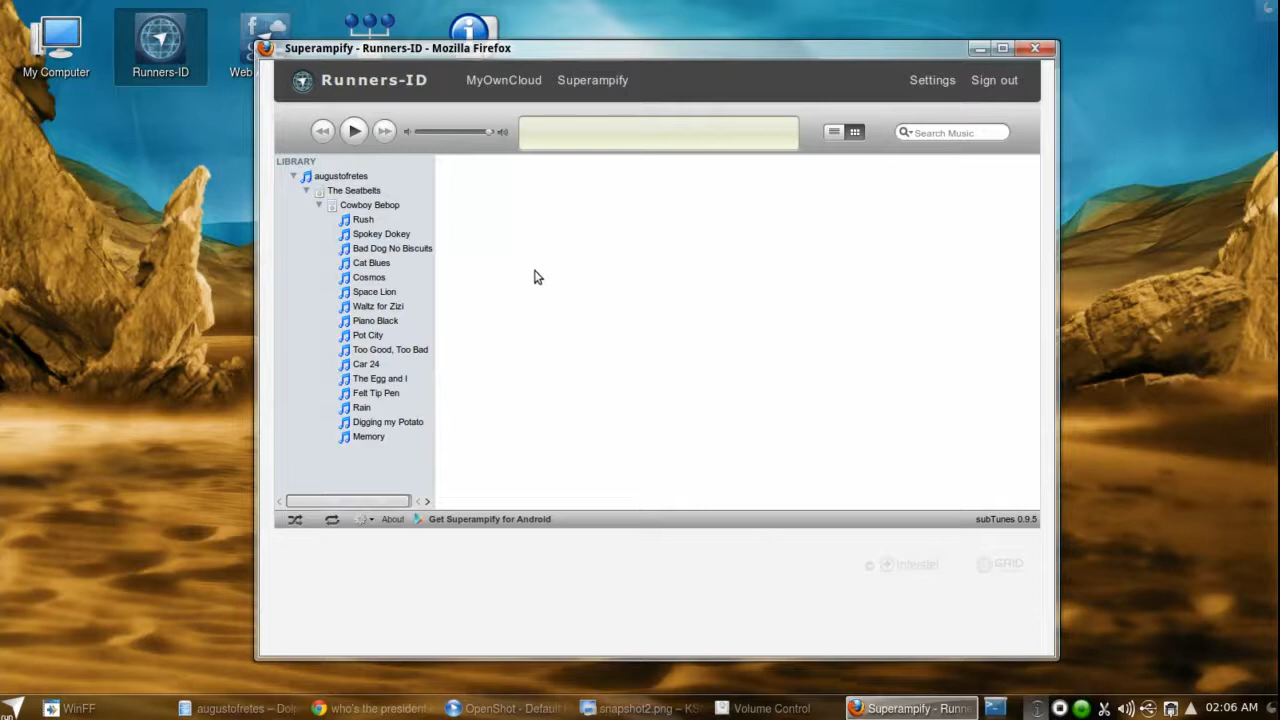 My Computer
Runners-ID
Web
Superampify - Runners-ID - Mozilla Firefox
Runners-ID
MyOwnCloud
Superampify
Settings
Sign out
Search Music
LIBRARY
augustofretes
The Seatbelts
Cowboy Bebop
Rush
Spokey Dokey
Bad Dog No Biscuits
Cat Blues
Cosmos
Space Lion
Waltz for Zizi
Piano Black
Pot City
Too Good, Too Bad
Car 24
The Egg and I
Felt Tip Pen
Rain
Digging my Potato
Memory
About
Get Superampify for Android
subTunes 0.9.5
interstel
GRID
run
WinFF
augustofretes – Dolp
who's the president
OpenShot - Default
snapshot2.png – KS
Volume Control
Superampify - Runne
02:06 AM